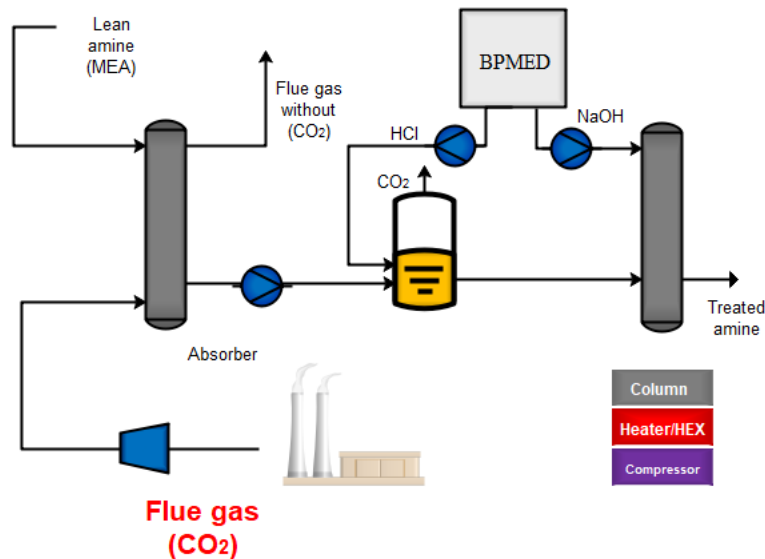 Lean
amine
(MEA)
Flue gas
without
(CO₂)
BPMED
HCl
NaOH
CO₂
Treated
amine
Absorber
Column
Heater/HEX
Compressor
Flue gas
(CO₂)